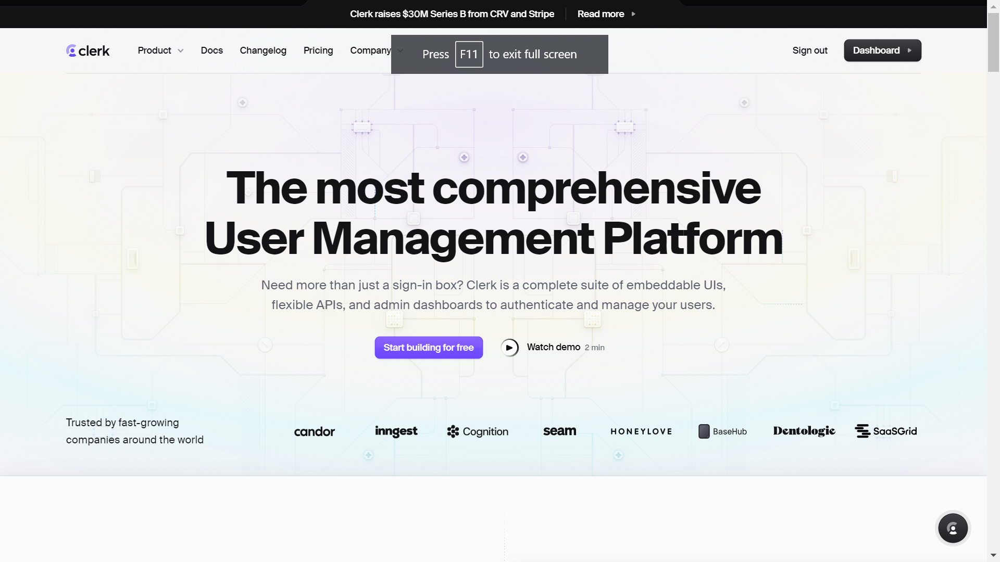 Clerk raises $30M Series B from CRV and Stripe
Read more
clerk
Product
Docs
Changelog
Pricing
Company
Press F11 to exit full screen
Sign out
Dashboard
The most comprehensive
User Management Platform
Need more than just a sign-in box? Clerk is a complete suite of embeddable UIs,
flexible APIs, and admin dashboards to authenticate and manage your users.
Start building for free
Watch demo 2 min
Trusted by fast-growing
companies around the world
candor
inngest
Cognition
seam
HONEYLOVE
BaseHub
Dentologie
SaaSGrid